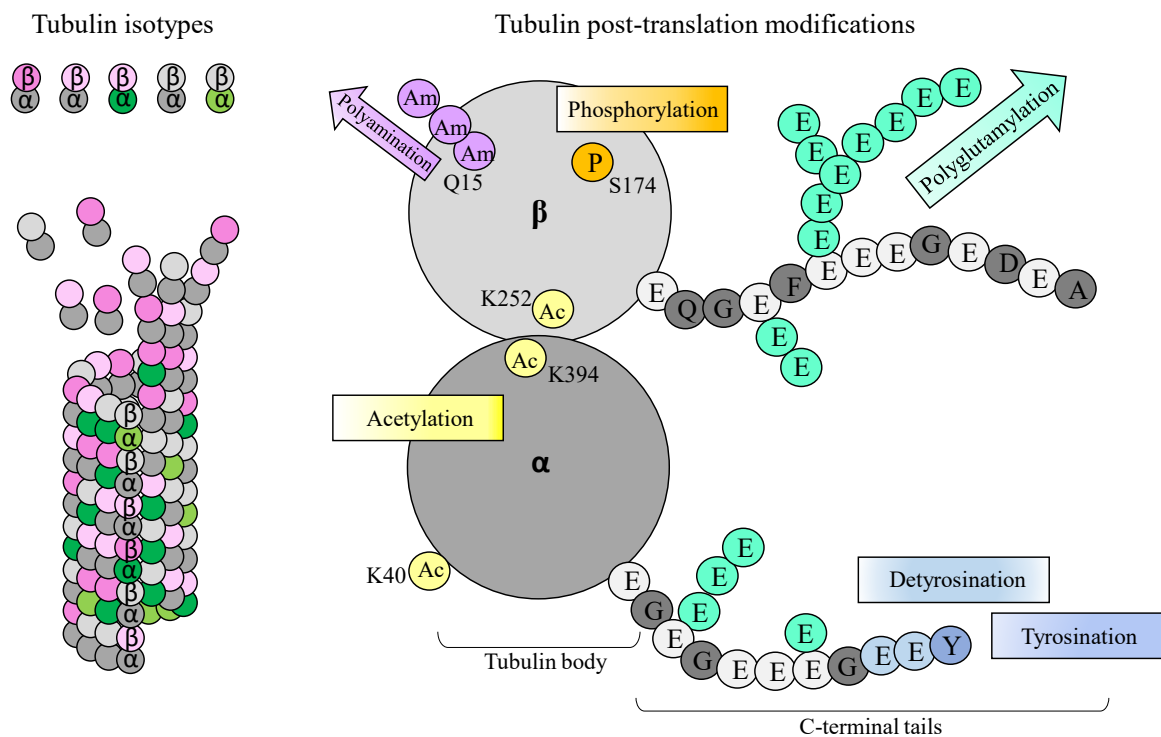 Tubulin isotypes
β β β β β
α α α α α
β
α
β
α
β
α
β
α
β
α
β
α
Tubulin post-translation modifications
Polyamination
Am
Am
Am
Q15
Phosphorylation
P
S174
β
K252
Ac
Ac
K394
Acetylation
α
K40
Ac
Tubulin body
E Q G E F E E E G E D E A
E E E E E E E E
E E
E E
Polyglutamylation
E G E G E E E G E E Y
E E E
E
Detyrosination
Tyrosination
C-terminal tails